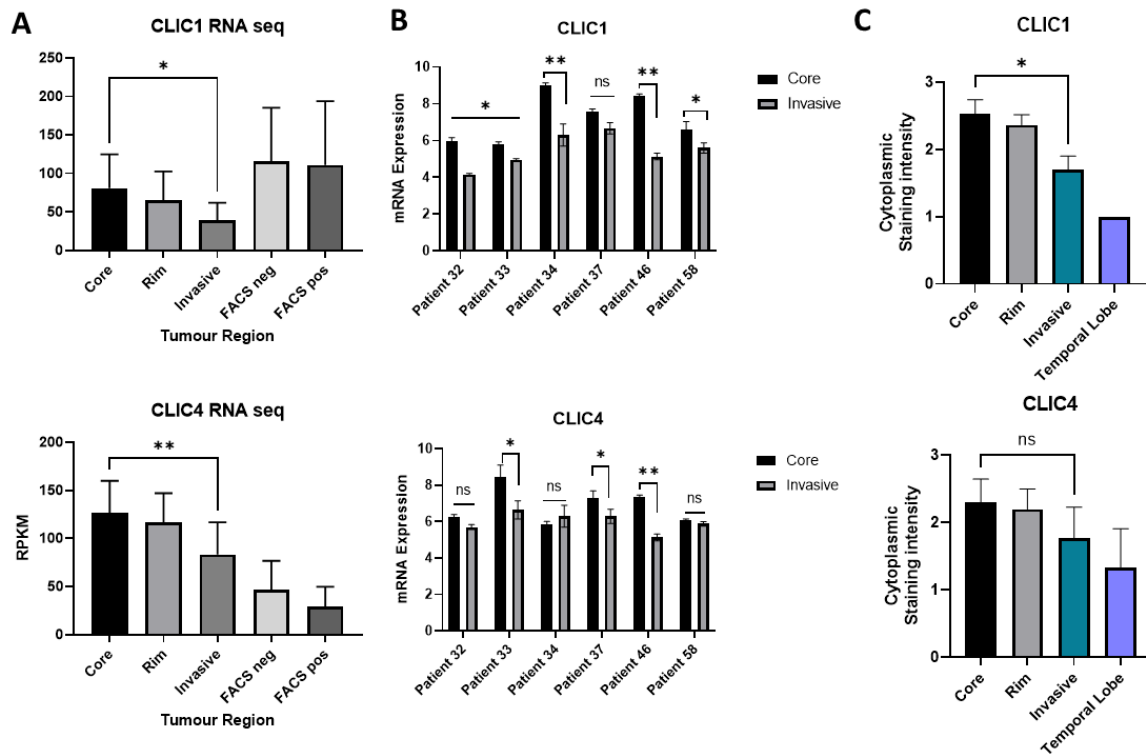 A
CLIC1 RNA seq
250
200
150
100
50
0
*
Core
Rim
Invasive
FACS neg
FACS pos
Tumour Region
B
CLIC1
mRNA Expression
10
8
6
4
2
0
*
**
ns
**
*
Patient 32
Patient 33
Patient 34
Patient 37
Patient 46
Patient 58
Core
Invasive
C
CLIC1
Cytoplasmic
Staining intensity
3
2
1
0
*
Core
Rim
Invasive
Temporal Lobe
CLIC4 RNA seq
RPKM
200
150
100
50
0
**
Core
Rim
Invasive
FACS neg
FACS pos
Tumour Region
CLIC4
mRNA Expression
10
8
6
4
2
0
ns
*
ns
*
**
ns
Patient 32
Patient 33
Patient 34
Patient 37
Patient 46
Patient 58
Core
Invasive
CLIC4
Cytoplasmic
Staining intensity
3
2
1
0
ns
Core
Rim
Invasive
Temporal Lobe